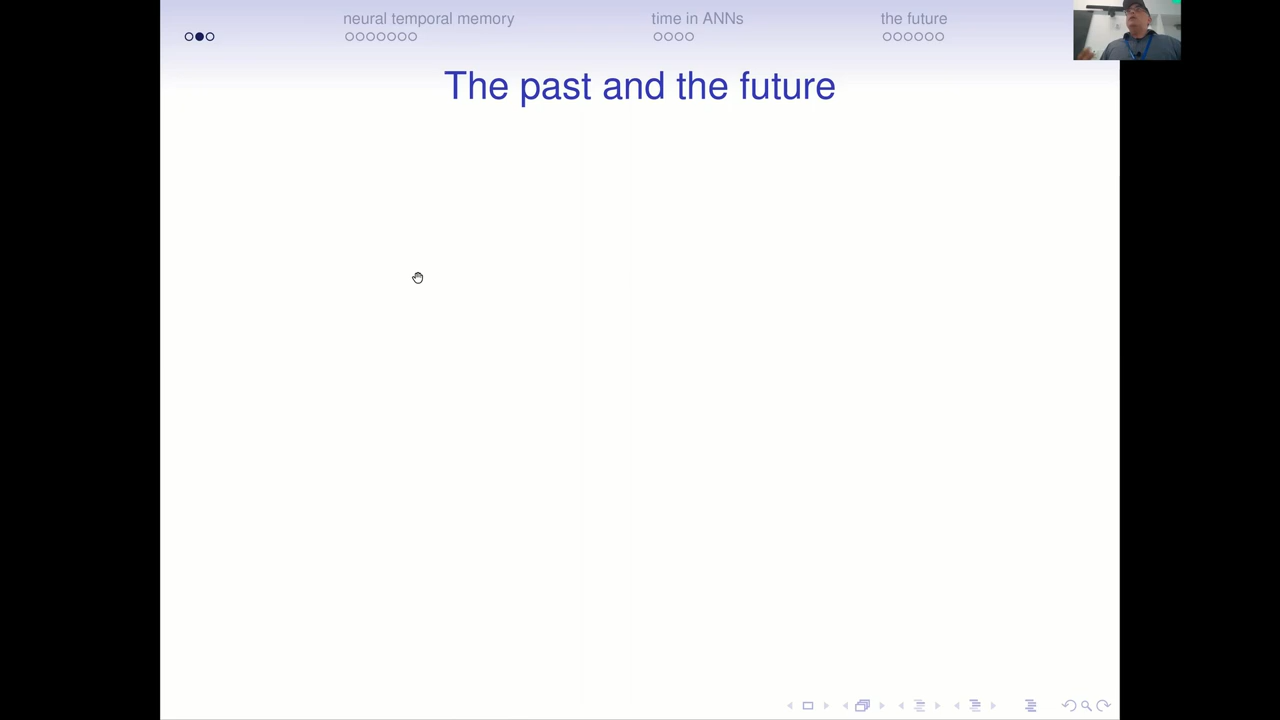 neural temporal memory
time in ANNs
the future
The past and the future